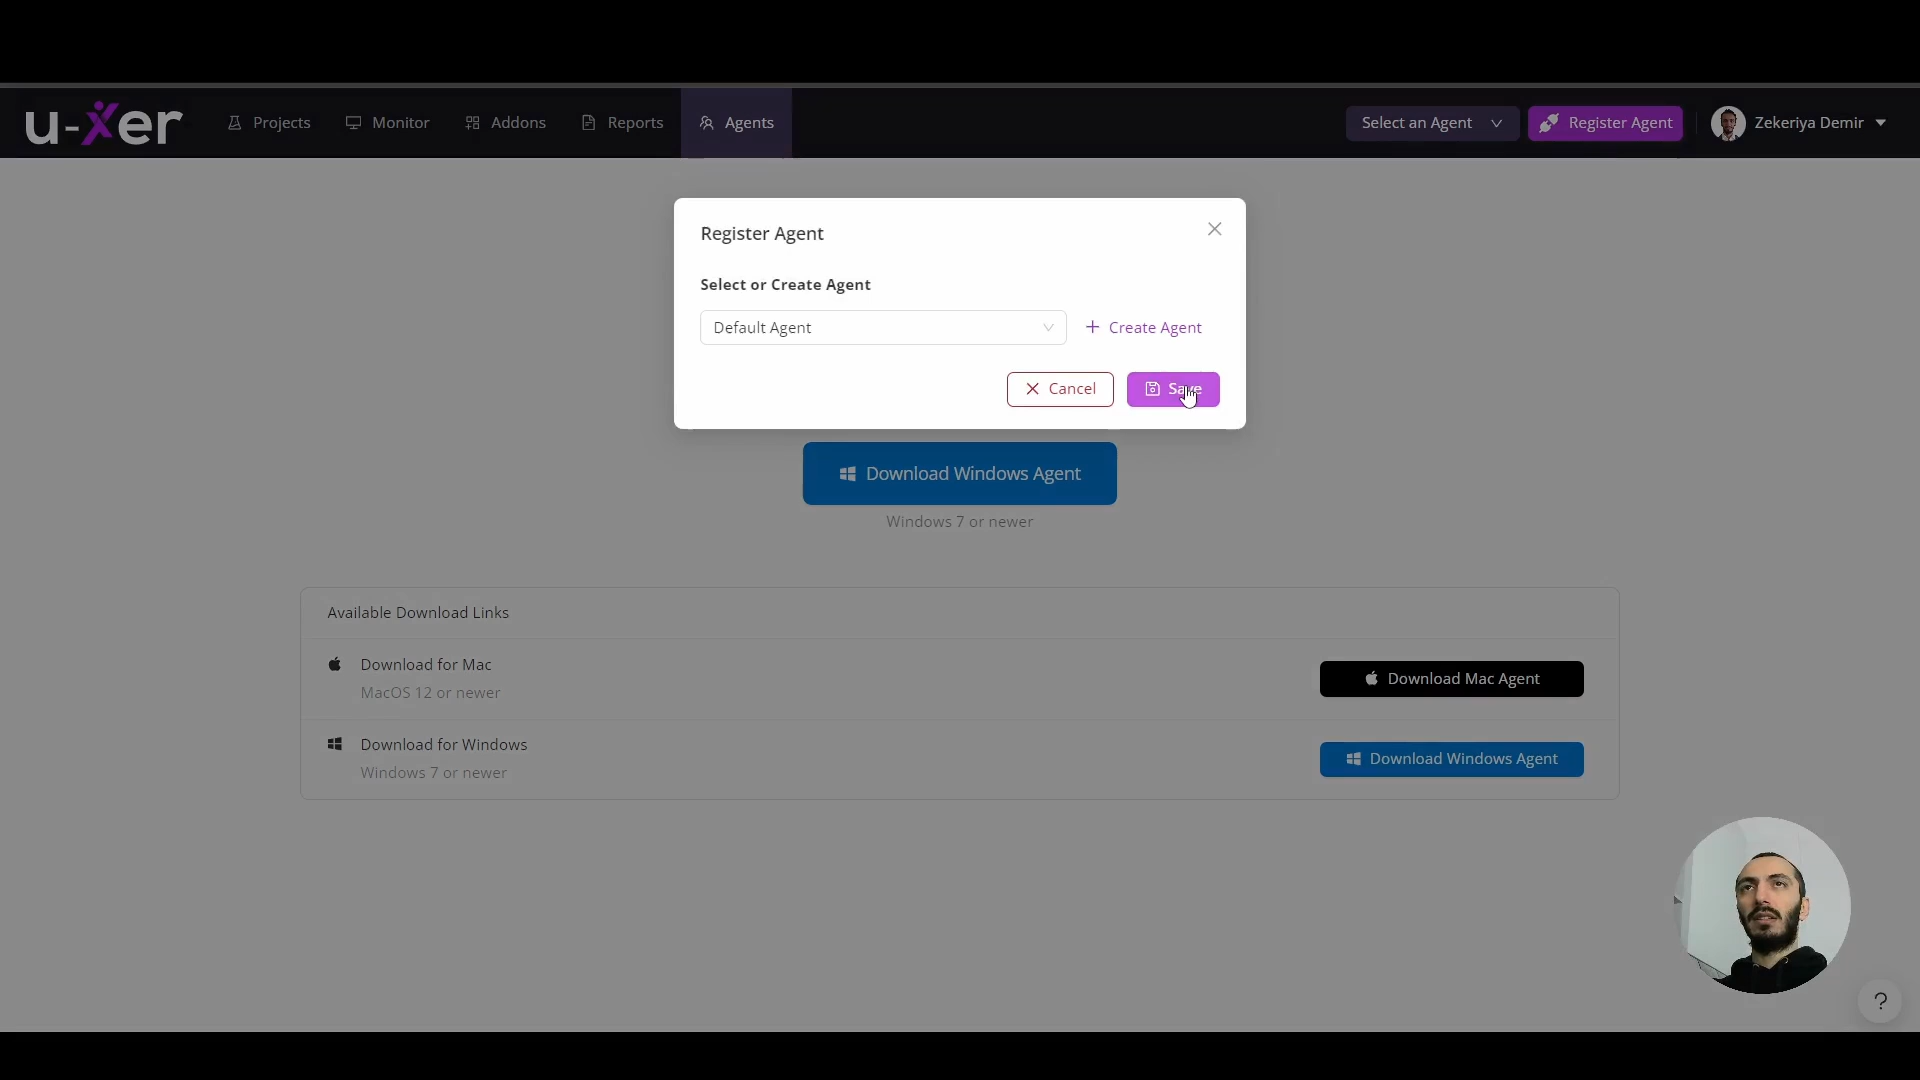 u-xer
Projects
Monitor
Addons
Reports
Agents
Select an Agent
Register Agent
Zekeriya Demir
Register Agent
Select or Create Agent
Default Agent
+ Create Agent
Cancel
Save
Download Windows Agent
Windows 7 or newer
Available Download Links
Download for Mac
MacOS 12 or newer
Download Mac Agent
Download for Windows
Windows 7 or newer
Download Windows Agent
?